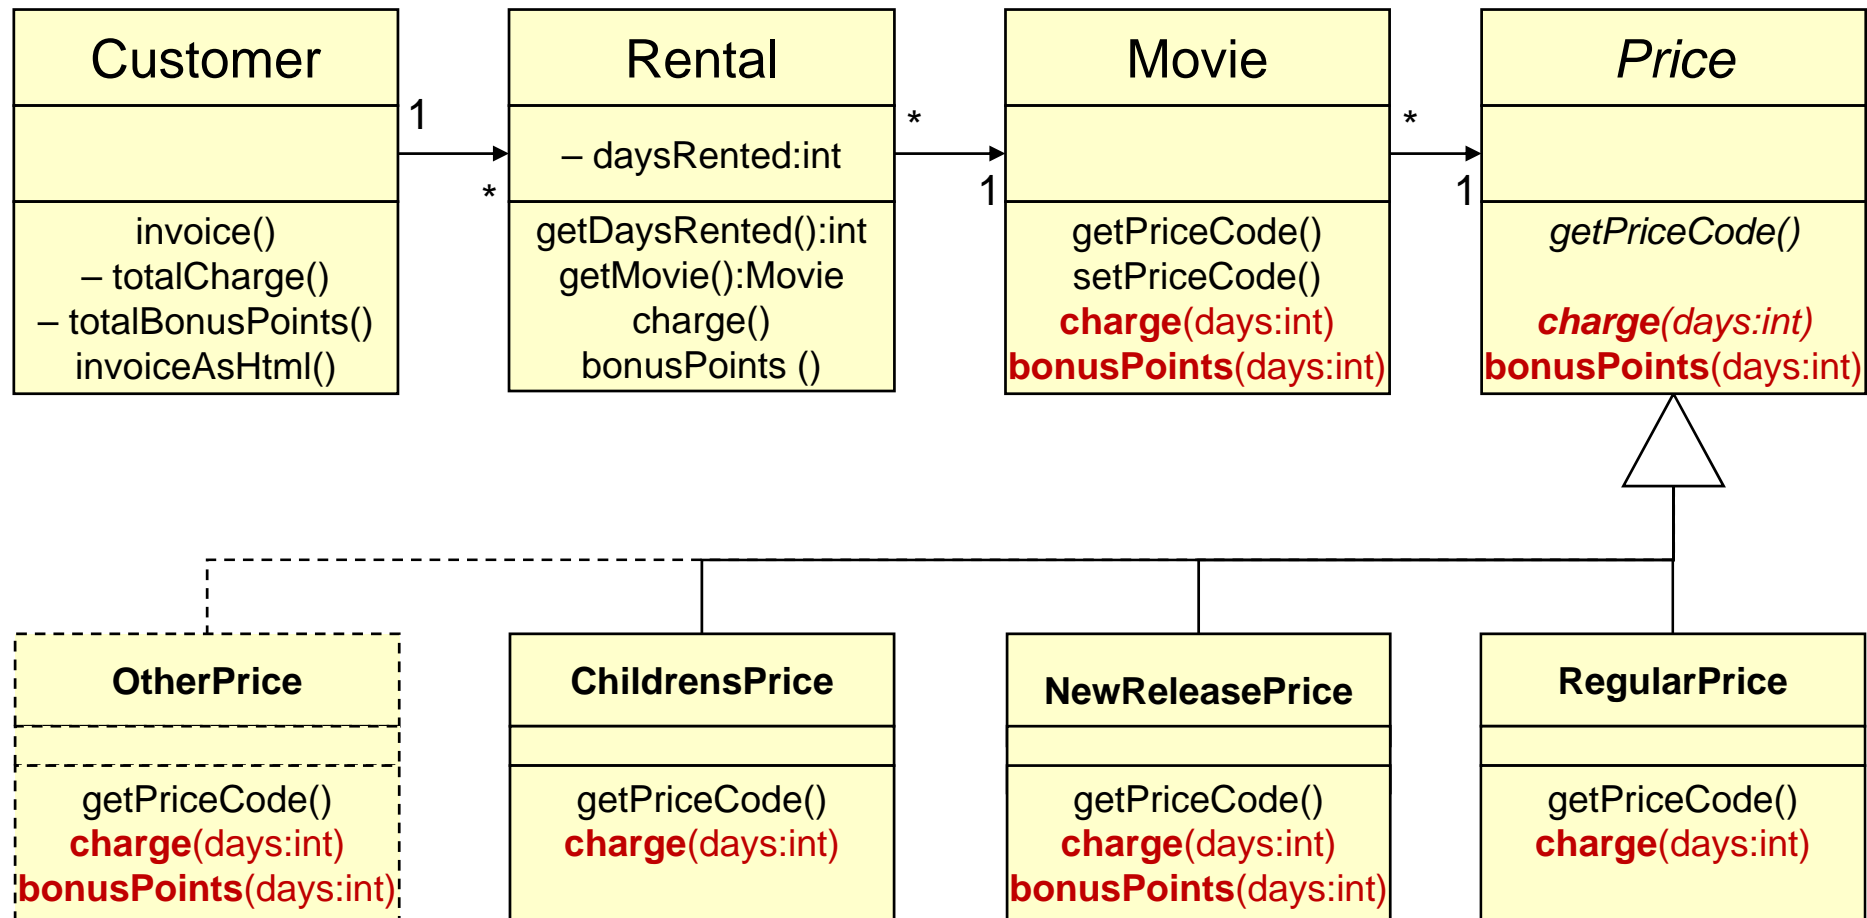 Customer
invoice()
– totalCharge()
– totalBonusPoints()
invoiceAsHtml()
1
*
Rental
– daysRented:int
getDaysRented():int
getMovie():Movie
charge()
bonusPoints ()
*
1
Movie
getPriceCode()
setPriceCode()
charge(days:int)
bonusPoints(days:int)
*
1
Price
getPriceCode()
charge(days:int)
bonusPoints(days:int)
OtherPrice
getPriceCode()
charge(days:int)
bonusPoints(days:int)
ChildrensPrice
getPriceCode()
charge(days:int)
NewReleasePrice
getPriceCode()
charge(days:int)
bonusPoints(days:int)
RegularPrice
getPriceCode()
charge(days:int)